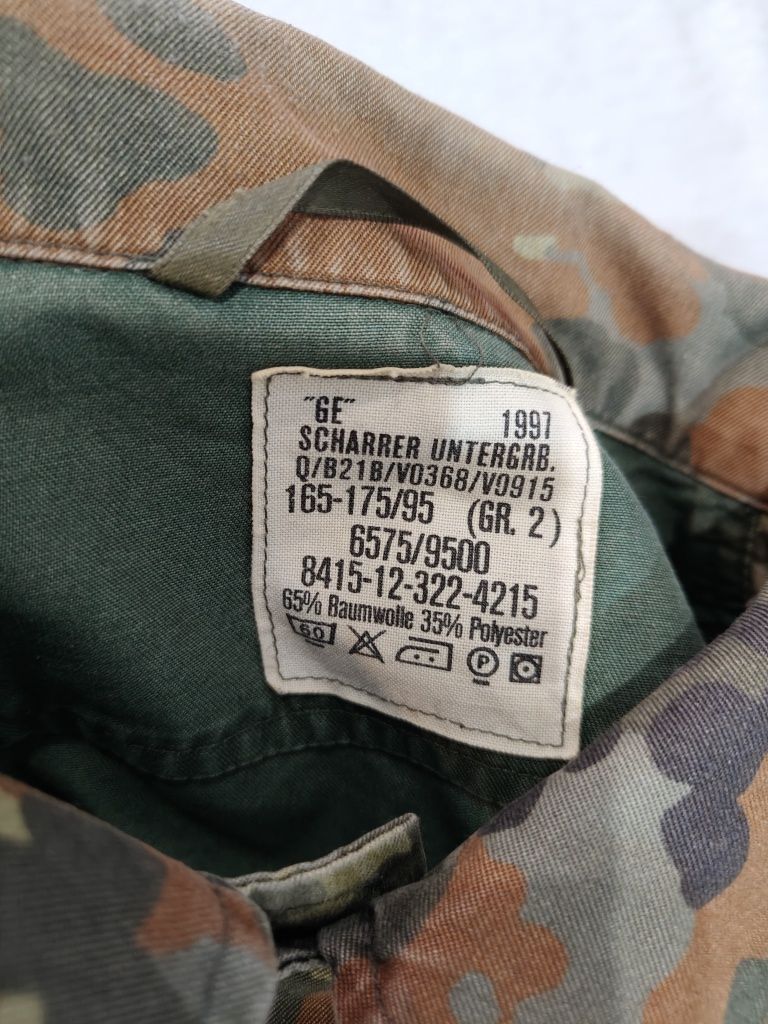 "GE" 1997
SCHARRER UNTERGRB.
Q/B21B/V0368/V0915
165-175/95 (GR. 2)
6575/9500
8415-12-322-4215
65% Baumwolle 35% Polyester
60 P